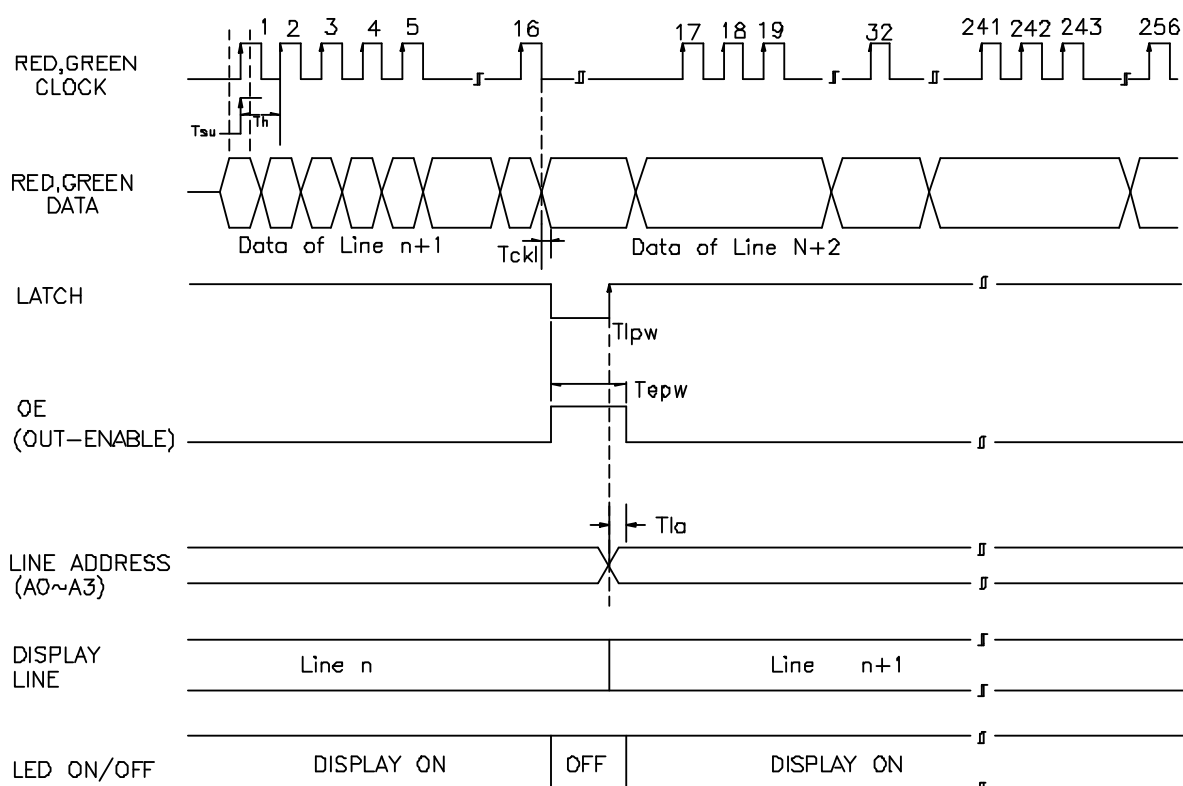 1 2 3 4 5 16 17 18 19 32 241 242 243 256
RED,GREEN
CLOCK
Tsu Th
RED,GREEN
DATA
Data of Line n+1 Tckl Data of Line N+2
LATCH
Tlpw
Tepw
OE
(OUT-ENABLE)
Tla
LINE ADDRESS
(A0~A3)
DISPLAY
LINE
Line n Line n+1
LED ON/OFF DISPLAY ON OFF DISPLAY ON